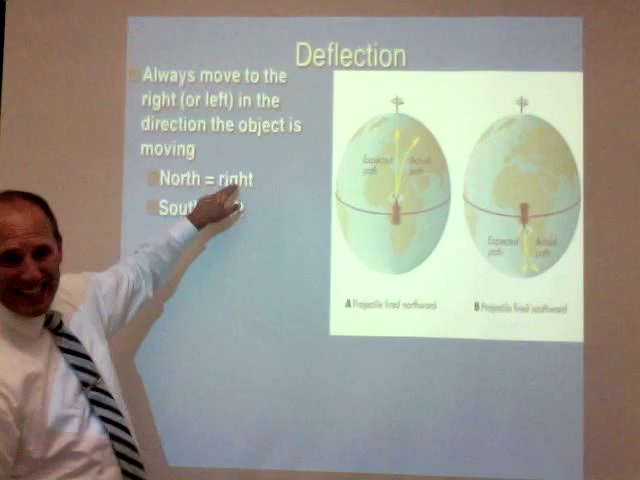 Deflection
Always move to the
right (or left) in the
direction the object is
moving
North = right
Expected
path
Actual
path
Expected
path
Actual
path
A Projectile fired northward
B Projectile fired southward